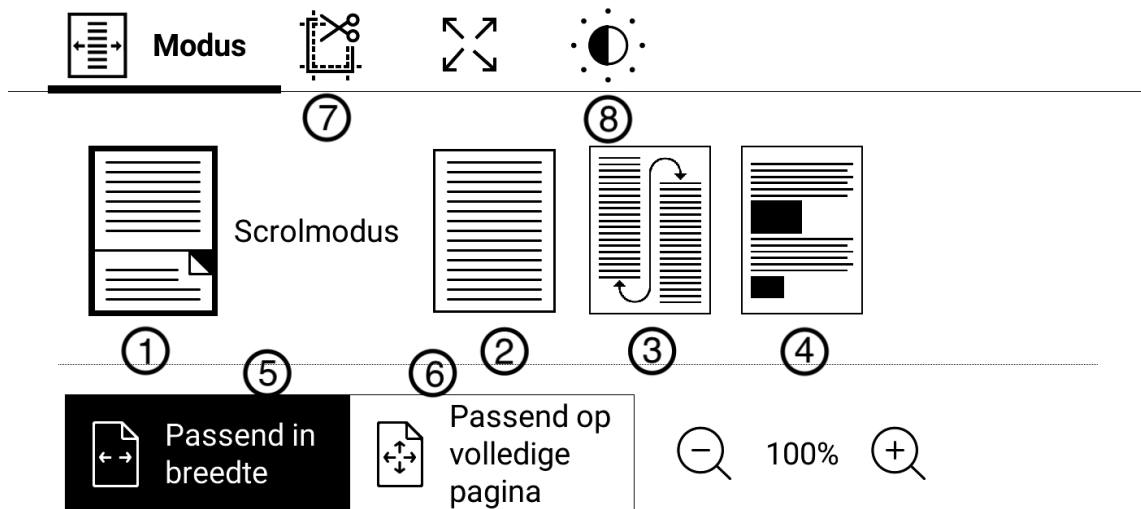 Modus
⑦
⑧
Scrolmodus
①
②
③
④
⑤
⑥
Passend in
breedte
Passend op
volledige
pagina
100%